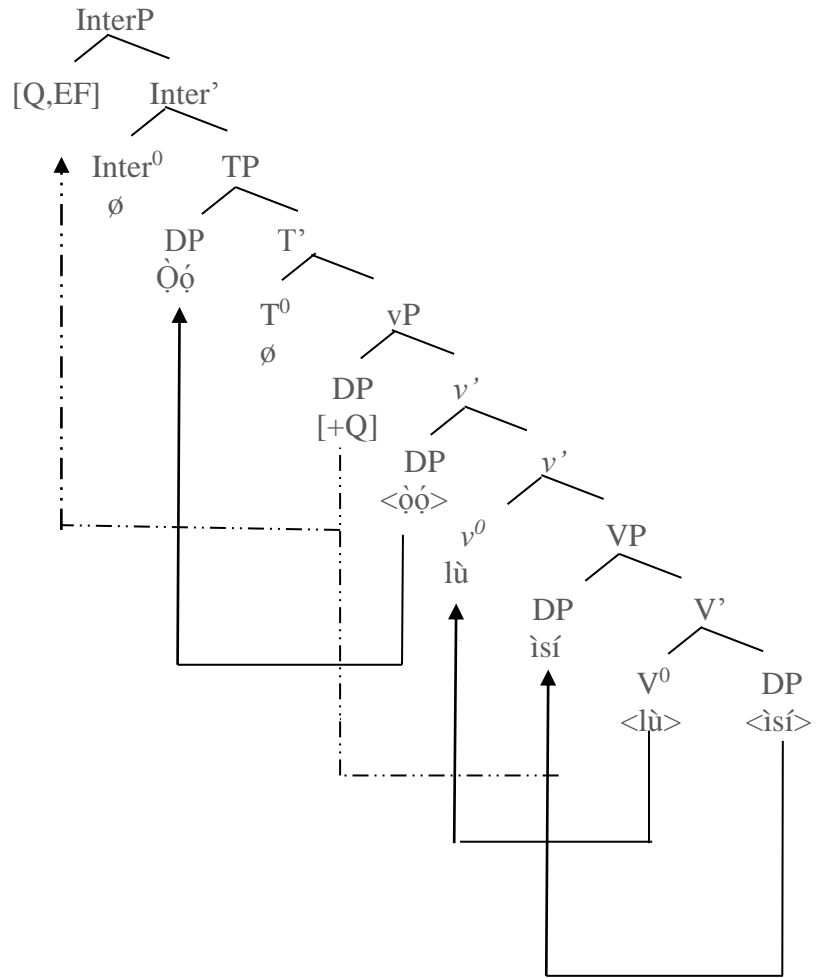 InterP
[Q,EF] Inter’
Inter⁰ TP
ø
DP T’
Ọ̀ọ́
T⁰ vP
ø
DP v’
[+Q]
DP v’
<ọ̀ọ́>
v⁰ VP
lù
DP V’
ìsí
V⁰ DP
<lù> <ìsí>